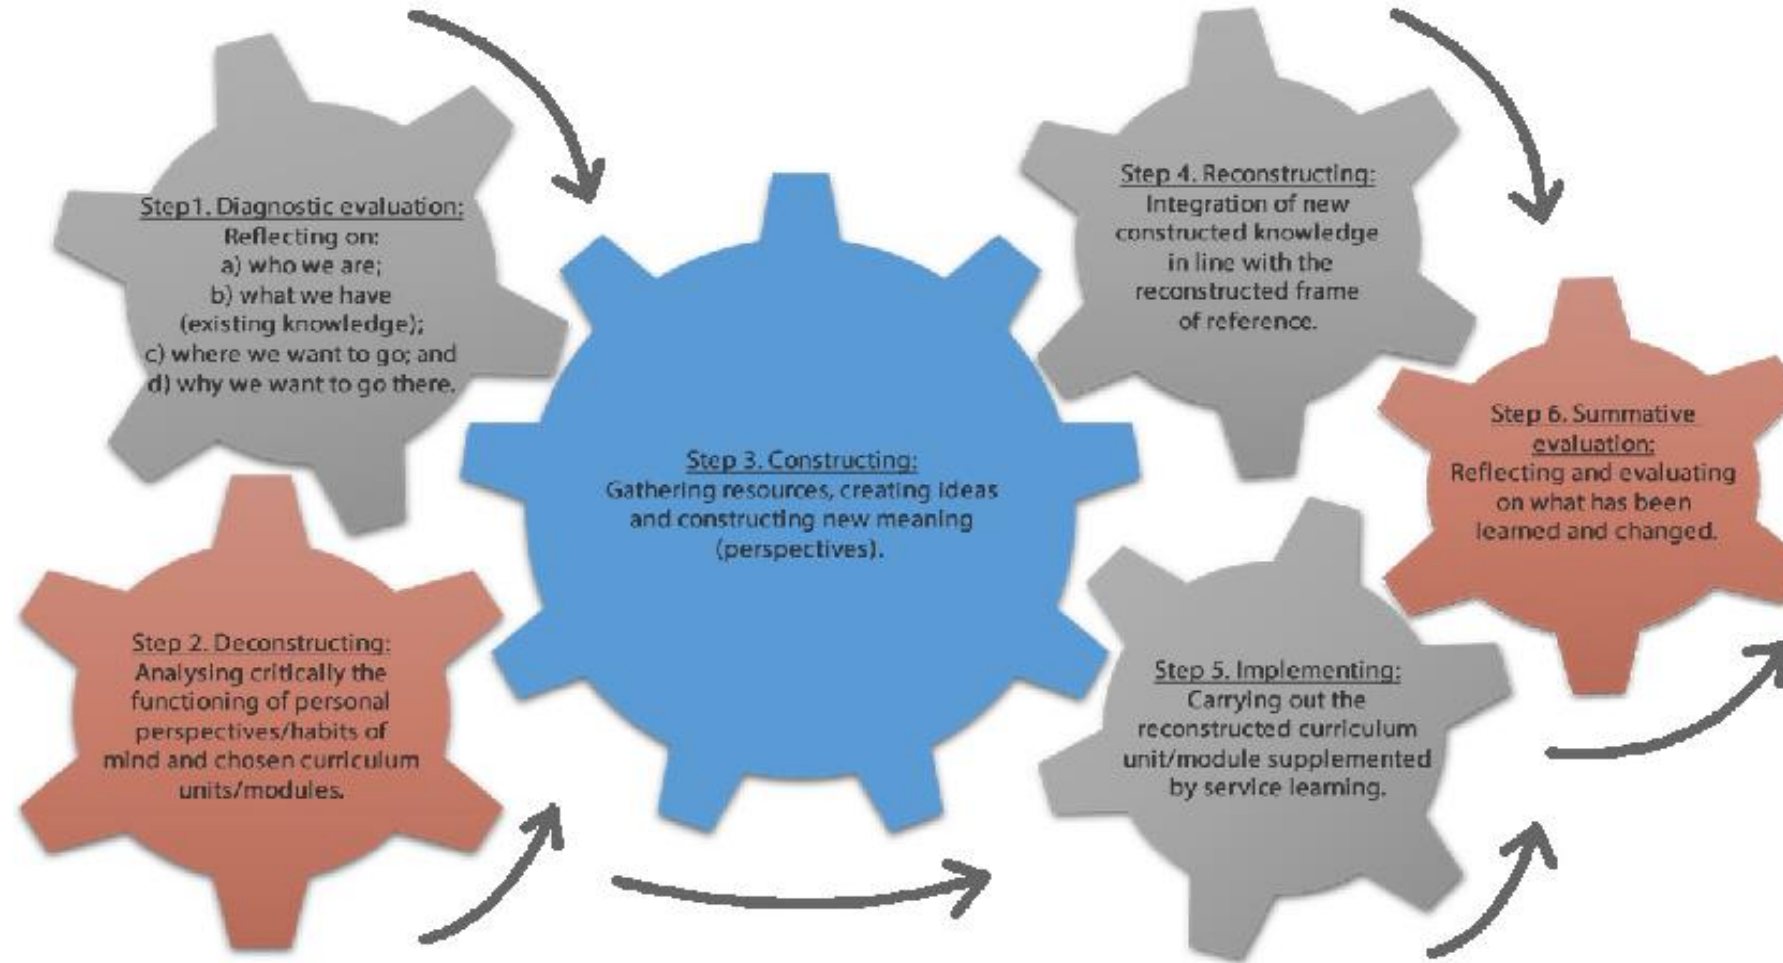 Step1. Diagnostic evaluation:
Reflecting on:
a) who we are;
b) what we have
(existing knowledge);
c) where we want to go; and
d) why we want to go there.
Step 2. Deconstructing:
Analysing critically the
functioning of personal
perspectives/habits of
mind and chosen curriculum
units/modules.
Step 3. Constructing:
Gathering resources, creating ideas
and constructing new meaning
(perspectives).
Step 4. Reconstructing:
Integration of new
constructed knowledge
in line with the
reconstructed frame
of reference.
Step 5. Implementing:
Carrying out the
reconstructed curriculum
unit/module supplemented
by service learning.
Step 6. Summative
evaluation:
Reflecting and evaluating
on what has been
learned and changed.